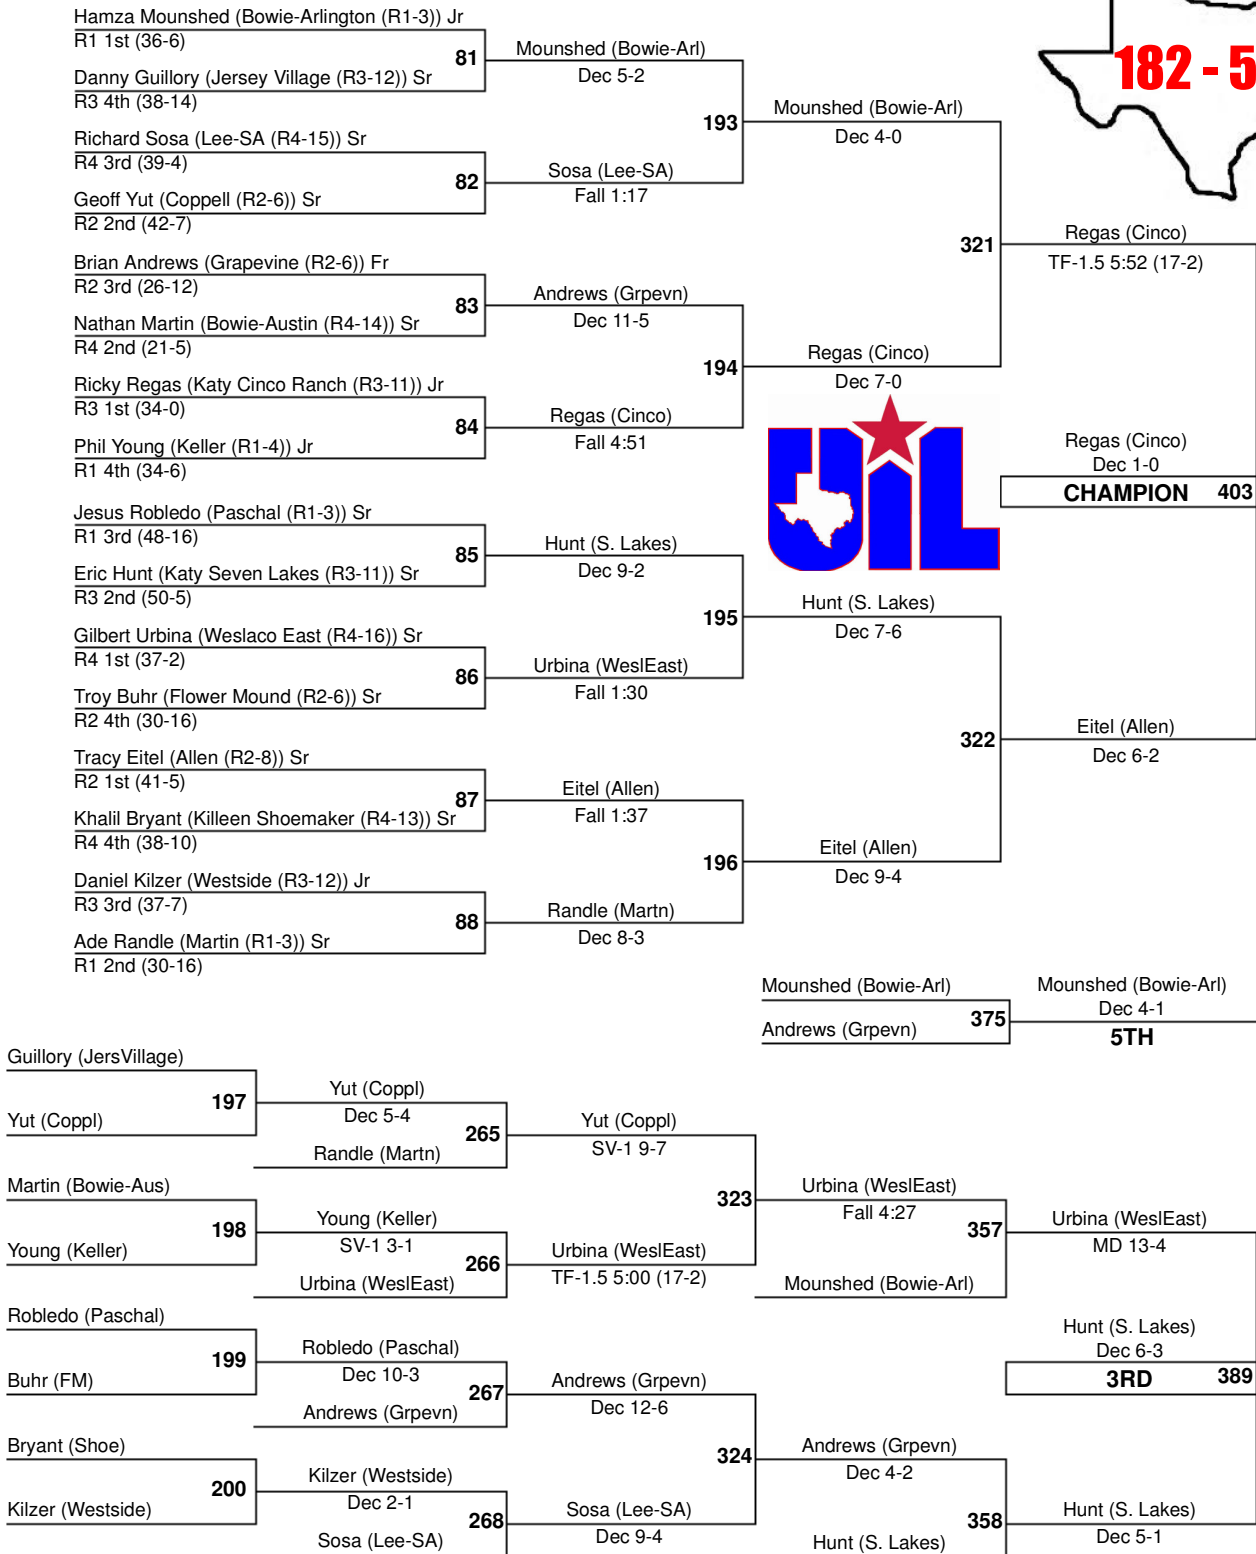 Hamza Mounshed (Bowie-Arlington (R1-3)) Jr
R1 1st (36-6)
81
Danny Guillory (Jersey Village (R3-12)) Sr
R3 4th (38-14)
Mounshed (Bowie-Arl)
Dec 5-2
182 - 5
193
Mounshed (Bowie-Arl)
Dec 4-0
Richard Sosa (Lee-SA (R4-15)) Sr
R4 3rd (39-4)
82
Geoff Yut (Coppell (R2-6)) Sr
R2 2nd (42-7)
Sosa (Lee-SA)
Fall 1:17
321
Regas (Cinco)
TF-1.5 5:52 (17-2)
Brian Andrews (Grapevine (R2-6)) Fr
R2 3rd (26-12)
83
Nathan Martin (Bowie-Austin (R4-14)) Sr
R4 2nd (21-5)
Andrews (Grpevn)
Dec 11-5
194
Regas (Cinco)
Dec 7-0
Ricky Regas (Katy Cinco Ranch (R3-11)) Jr
R3 1st (34-0)
84
Phil Young (Keller (R1-4)) Jr
R1 4th (34-6)
Regas (Cinco)
Fall 4:51
UIL
Regas (Cinco)
Dec 1-0
CHAMPION 403
Jesus Robledo (Paschal (R1-3)) Sr
R1 3rd (48-16)
85
Eric Hunt (Katy Seven Lakes (R3-11)) Sr
R3 2nd (50-5)
Hunt (S. Lakes)
Dec 9-2
195
Hunt (S. Lakes)
Dec 7-6
Gilbert Urbina (Weslaco East (R4-16)) Sr
R4 1st (37-2)
86
Troy Buhr (Flower Mound (R2-6)) Sr
R2 4th (30-16)
Urbina (WeslEast)
Fall 1:30
322
Eitel (Allen)
Dec 6-2
Tracy Eitel (Allen (R2-8)) Sr
R2 1st (41-5)
87
Khalil Bryant (Killeen Shoemaker (R4-13)) Sr
R4 4th (38-10)
Eitel (Allen)
Fall 1:37
196
Eitel (Allen)
Dec 9-4
Daniel Kilzer (Westside (R3-12)) Jr
R3 3rd (37-7)
88
Ade Randle (Martin (R1-3)) Sr
R1 2nd (30-16)
Randle (Martn)
Dec 8-3
Mounshed (Bowie-Arl)
375
Andrews (Grpevn)
Mounshed (Bowie-Arl)
Dec 4-1
5TH
Guillory (JersVillage)
197
Yut (Coppl)
Yut (Coppl)
Dec 5-4
265
Randle (Martn)
Yut (Coppl)
SV-1 9-7
Martin (Bowie-Aus)
198
Young (Keller)
Young (Keller)
SV-1 3-1
266
Urbina (WeslEast)
Urbina (WeslEast)
TF-1.5 5:00 (17-2)
323
Urbina (WeslEast)
Fall 4:27
357
Mounshed (Bowie-Arl)
Urbina (WeslEast)
MD 13-4
Robledo (Paschal)
199
Buhr (FM)
Robledo (Paschal)
Dec 10-3
267
Andrews (Grpevn)
Andrews (Grpevn)
Dec 12-6
Hunt (S. Lakes)
Dec 6-3
3RD 389
Bryant (Shoe)
200
Kilzer (Westside)
Kilzer (Westside)
Dec 2-1
268
Sosa (Lee-SA)
Sosa (Lee-SA)
Dec 9-4
324
Andrews (Grpevn)
Dec 4-2
358
Hunt (S. Lakes)
Hunt (S. Lakes)
Dec 5-1